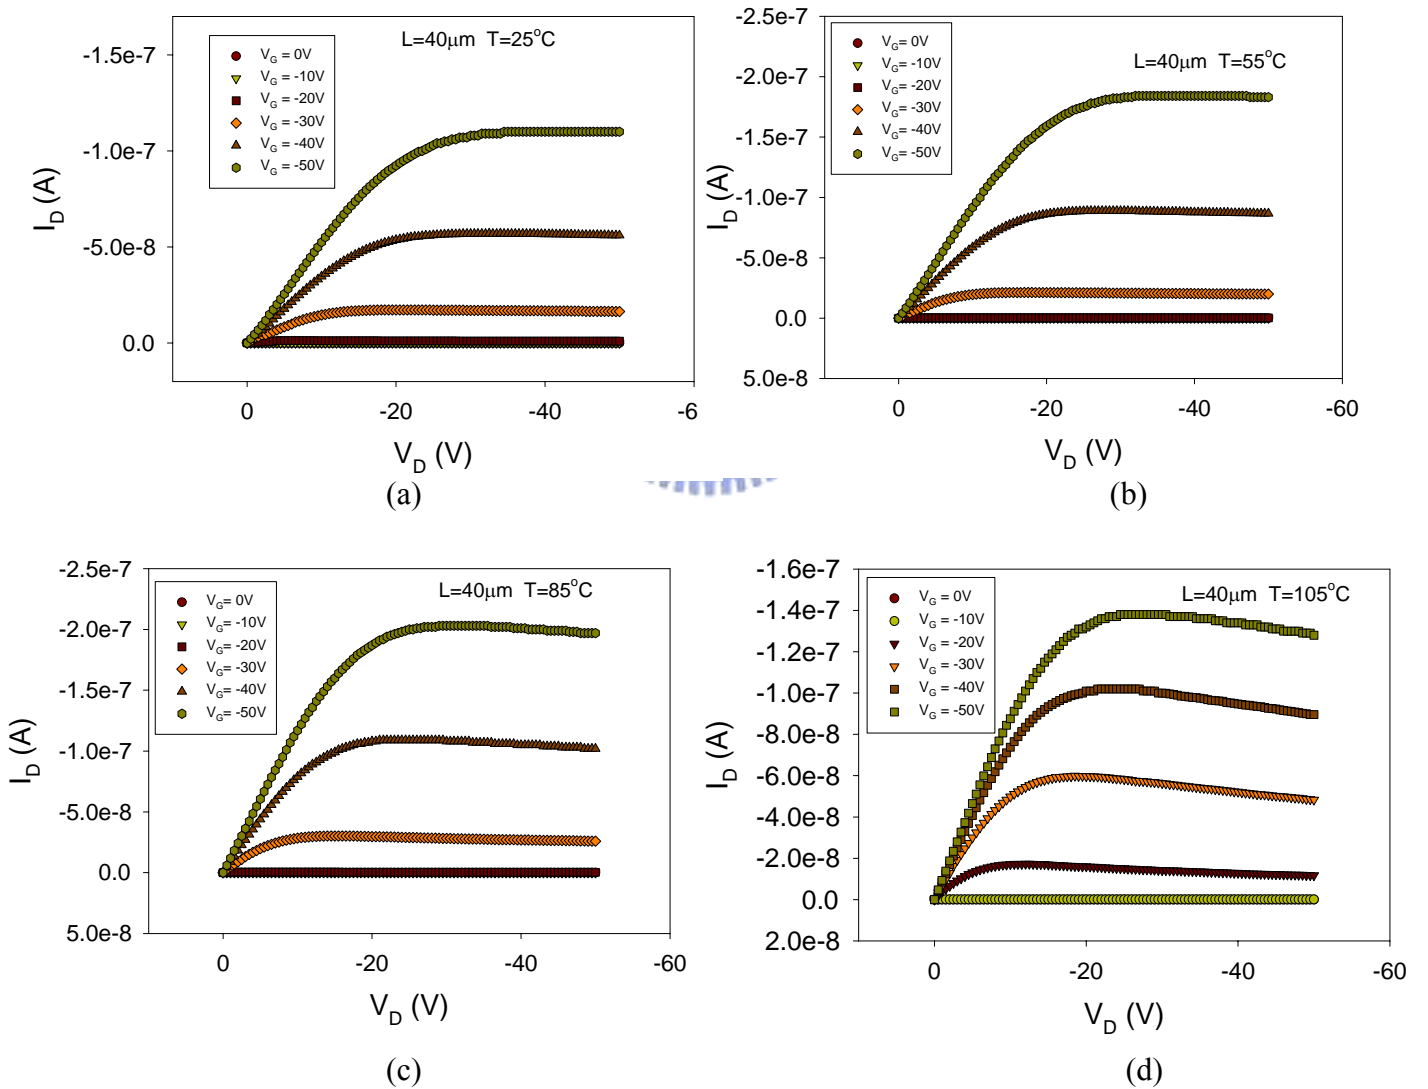 L=40μm T=25°C
V_G = 0V
V_G = -10V
V_G = -20V
V_G = -30V
V_G = -40V
V_G = -50V
-1.5e-7
-1.0e-7
-5.0e-8
0.0
I_D (A)
0 -20 -40 -6
V_D (V)
(a)
L=40μm T=55°C
V_G= 0V
V_G= -10V
V_G= -20V
V_G= -30V
V_G= -40V
V_G= -50V
-2.5e-7
-2.0e-7
-1.5e-7
-1.0e-7
-5.0e-8
0.0
5.0e-8
I_D (A)
0 -20 -40 -60
V_D (V)
(b)
L=40μm T=85°C
V_G= 0V
V_G= -10V
V_G= -20V
V_G= -30V
V_G= -40V
V_G= -50V
-2.5e-7
-2.0e-7
-1.5e-7
-1.0e-7
-5.0e-8
0.0
5.0e-8
I_D (A)
0 -20 -40 -60
V_D (V)
(c)
L=40μm T=105°C
V_G = 0V
V_G = -10V
V_G = -20V
V_G = -30V
V_G = -40V
V_G = -50V
-1.6e-7
-1.4e-7
-1.2e-7
-1.0e-7
-8.0e-8
-6.0e-8
-4.0e-8
-2.0e-8
0.0
2.0e-8
I_D (A)
0 -20 -40 -60
V_D (V)
(d)